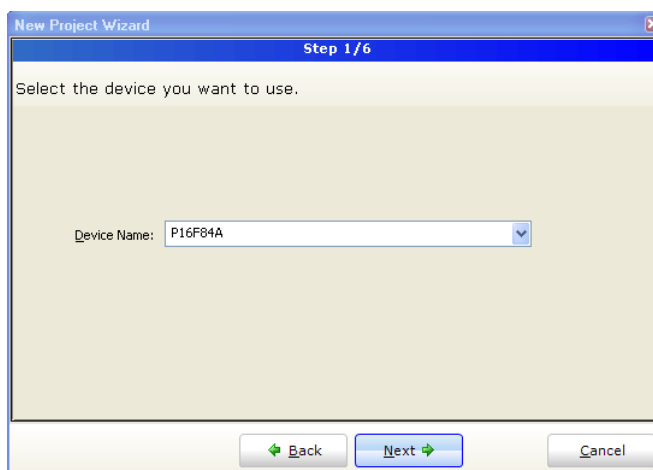 New Project Wizard
Step 1/6
Select the device you want to use.
Device Name: P16F84A
Back Next Cancel